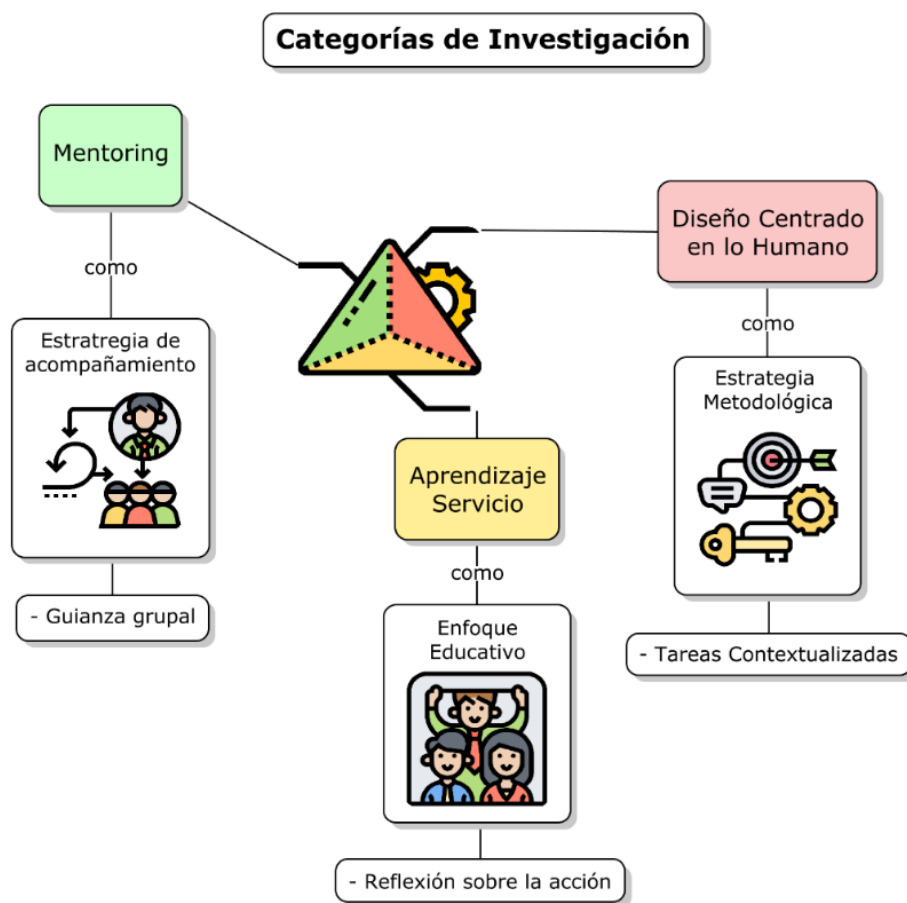 Categorías de Investigación
Mentoring
como
Estratregia de
acompañamiento
- Guianza grupal
Aprendizaje
Servicio
como
Enfoque
Educativo
- Reflexión sobre la acción
Diseño Centrado
en lo Humano
como
Estrategia
Metodológica
- Tareas Contextualizadas